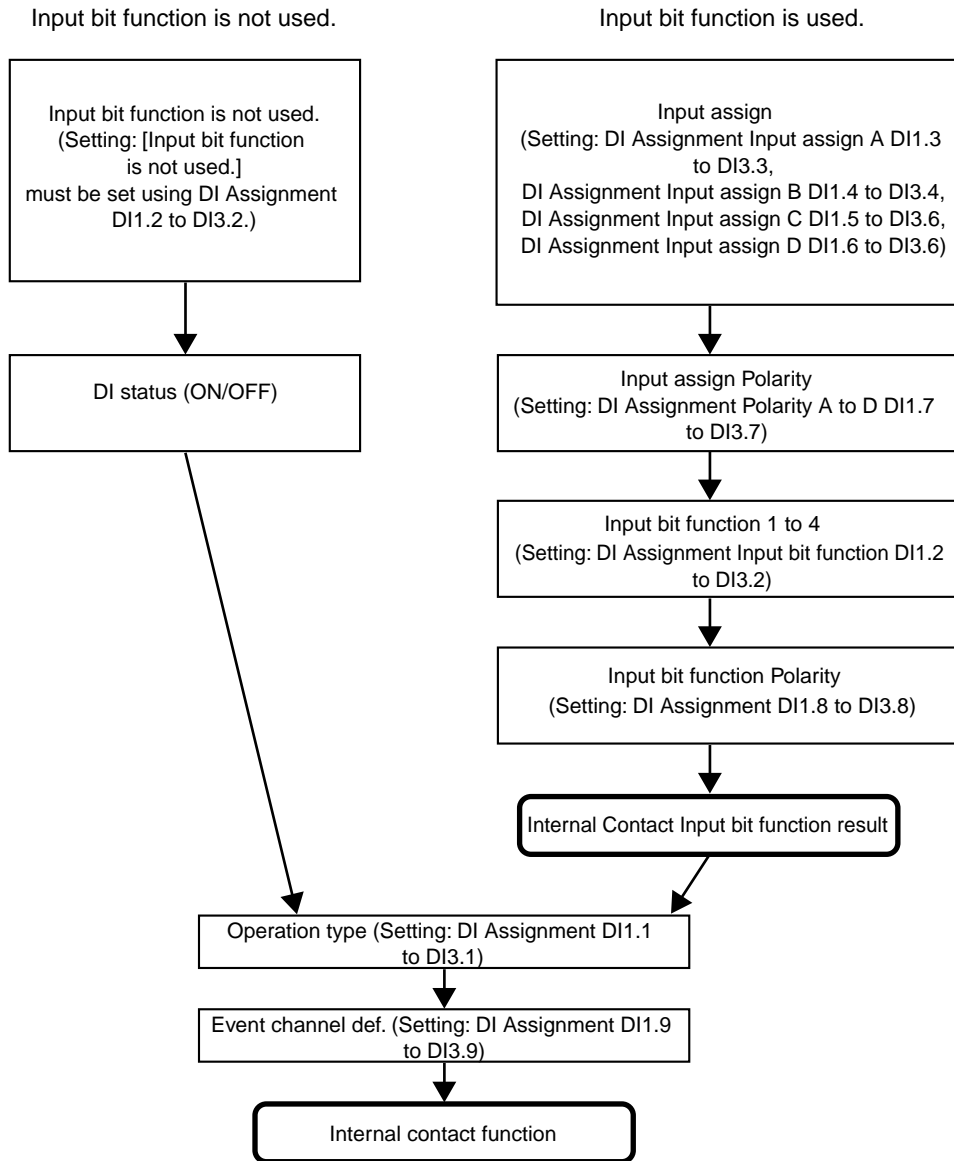 Input bit function is not used.
Input bit function is used.
Input bit function is not used.
(Setting: [Input bit function
is not used.]
must be set using DI Assignment
DI1.2 to DI3.2.)
DI status (ON/OFF)
Input assign
(Setting: DI Assignment Input assign A DI1.3
to DI3.3,
DI Assignment Input assign B DI1.4 to DI3.4,
DI Assignment Input assign C DI1.5 to DI3.6,
DI Assignment Input assign D DI1.6 to DI3.6)
Input assign Polarity
(Setting: DI Assignment Polarity A to D DI1.7
to DI3.7)
Input bit function 1 to 4
(Setting: DI Assignment Input bit function DI1.2
to DI3.2)
Input bit function Polarity
(Setting: DI Assignment DI1.8 to DI3.8)
Internal Contact Input bit function result
Operation type (Setting: DI Assignment DI1.1
to DI3.1)
Event channel def. (Setting: DI Assignment DI1.9
to DI3.9)
Internal contact function